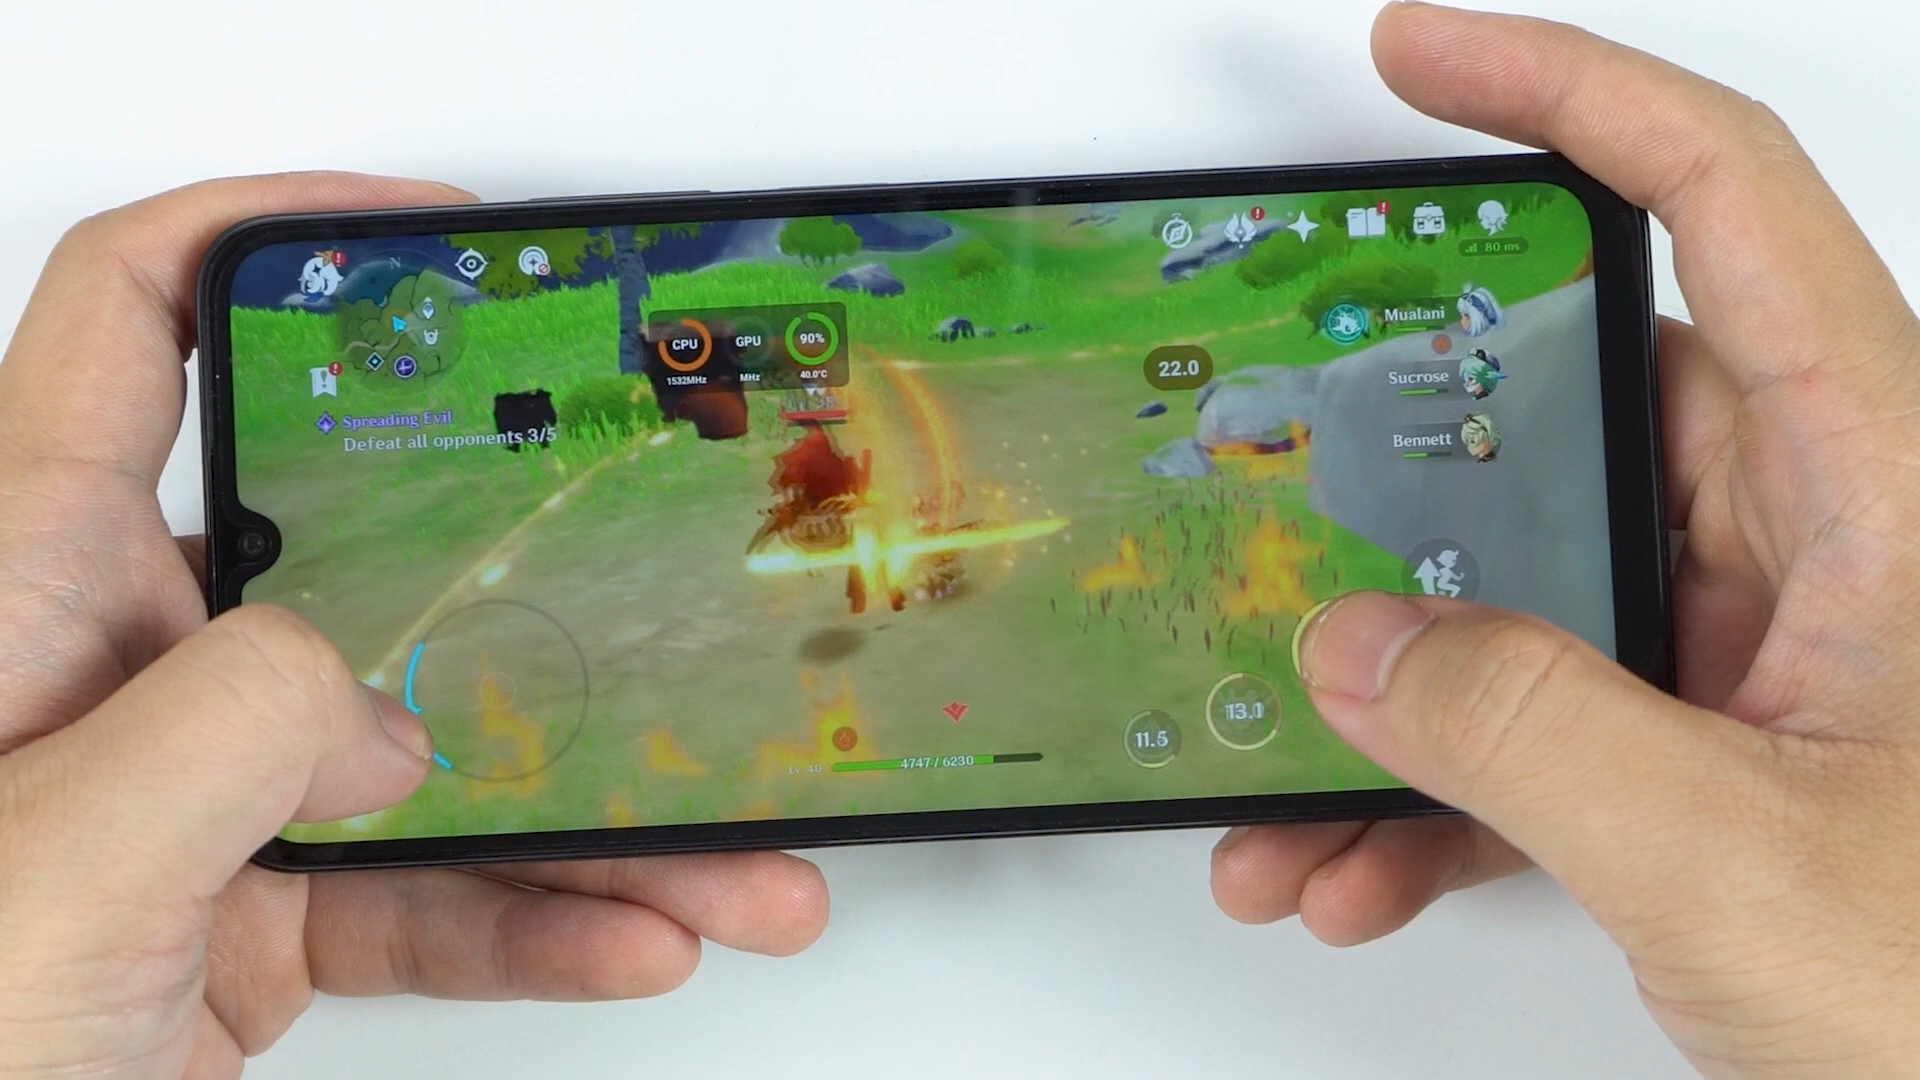 N
80 ms
CPU
GPU
90%
1532MHz
MHz
40.0°C
Mualani
22.0
Sucrose
Spreading Evil
Defeat all opponents 3/5
Bennett
13.0
11.5
Lv. 40
4747 / 6230